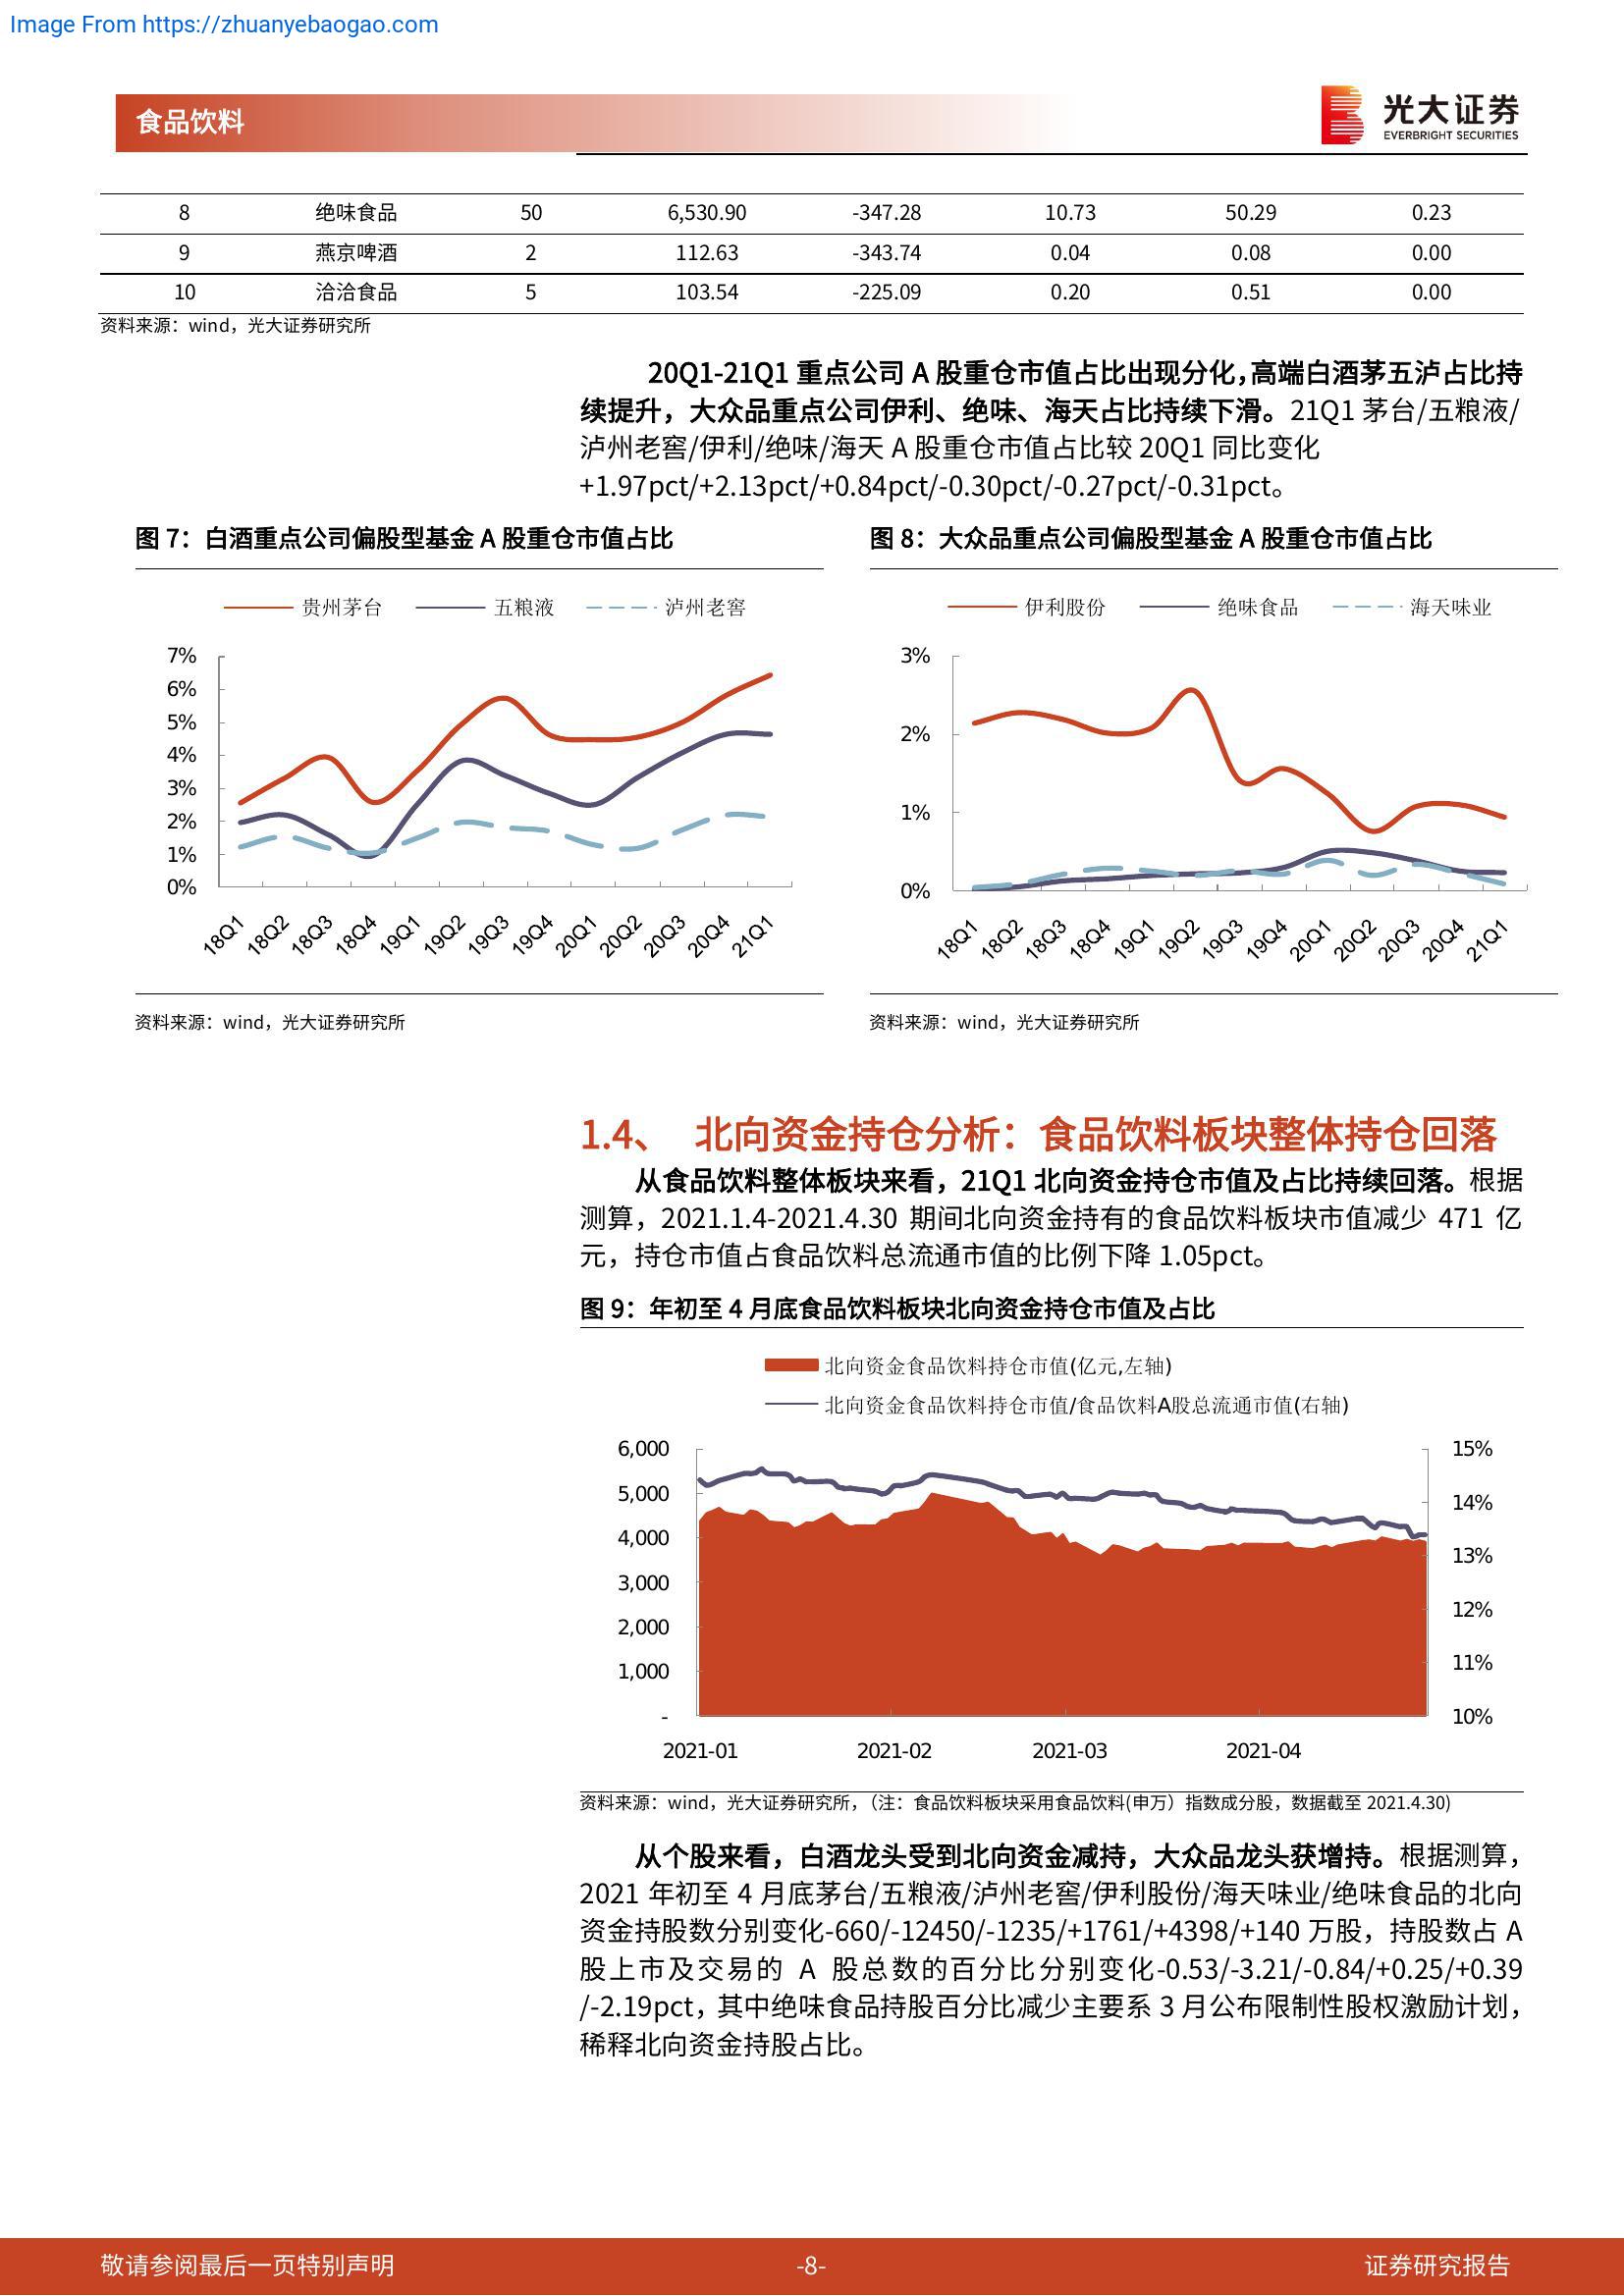 Image From https://zhuanyebaogao.com
食品饮料
光大证券
EVERBRIGHT SECURITIES
8 绝味食品 50 6,530.90 -347.28 10.73 50.29 0.23
9 燕京啤酒 2 112.63 -343.74 0.04 0.08 0.00
10 洽洽食品 5 103.54 -225.09 0.20 0.51 0.00
资料来源：wind，光大证券研究所
20Q1-21Q1 重点公司 A 股重仓市值占比出现分化，高端白酒茅五泸占比持
续提升，大众品重点公司伊利、绝味、海天占比持续下滑。21Q1 茅台/五粮液/
泸州老窖/伊利/绝味/海天 A 股重仓市值占比较 20Q1 同比变化
+1.97pct/+2.13pct/+0.84pct/-0.30pct/-0.27pct/-0.31pct。
图 7：白酒重点公司偏股型基金 A 股重仓市值占比
贵州茅台 五粮液 泸州老窖
7%
6%
5%
4%
3%
2%
1%
0%
18Q1 18Q2 18Q3 18Q4 19Q1 19Q2 19Q3 19Q4 20Q1 20Q2 20Q3 20Q4 21Q1
资料来源：wind，光大证券研究所
图 8：大众品重点公司偏股型基金 A 股重仓市值占比
伊利股份 绝味食品 海天味业
3%
2%
1%
0%
18Q1 18Q2 18Q3 18Q4 19Q1 19Q2 19Q3 19Q4 20Q1 20Q2 20Q3 20Q4 21Q1
资料来源：wind，光大证券研究所
1.4、 北向资金持仓分析：食品饮料板块整体持仓回落
从食品饮料整体板块来看，21Q1 北向资金持仓市值及占比持续回落。根据
测算，2021.1.4-2021.4.30 期间北向资金持有的食品饮料板块市值减少 471 亿
元，持仓市值占食品饮料总流通市值的比例下降 1.05pct。
图 9：年初至 4 月底食品饮料板块北向资金持仓市值及占比
北向资金食品饮料持仓市值(亿元,左轴)
北向资金食品饮料持仓市值/食品饮料A股总流通市值(右轴)
6,000
5,000
4,000
3,000
2,000
1,000
-
15%
14%
13%
12%
11%
10%
2021-01 2021-02 2021-03 2021-04
资料来源：wind，光大证券研究所，（注：食品饮料板块采用食品饮料(申万）指数成分股，数据截至 2021.4.30)
从个股来看，白酒龙头受到北向资金减持，大众品龙头获增持。根据测算，
2021 年初至 4 月底茅台/五粮液/泸州老窖/伊利股份/海天味业/绝味食品的北向
资金持股数分别变化-660/-12450/-1235/+1761/+4398/+140 万股，持股数占 A
股上市及交易的 A 股总数的百分比分别变化-0.53/-3.21/-0.84/+0.25/+0.39
/-2.19pct，其中绝味食品持股百分比减少主要系 3 月公布限制性股权激励计划，
稀释北向资金持股占比。
敬请参阅最后一页特别声明 -8- 证券研究报告